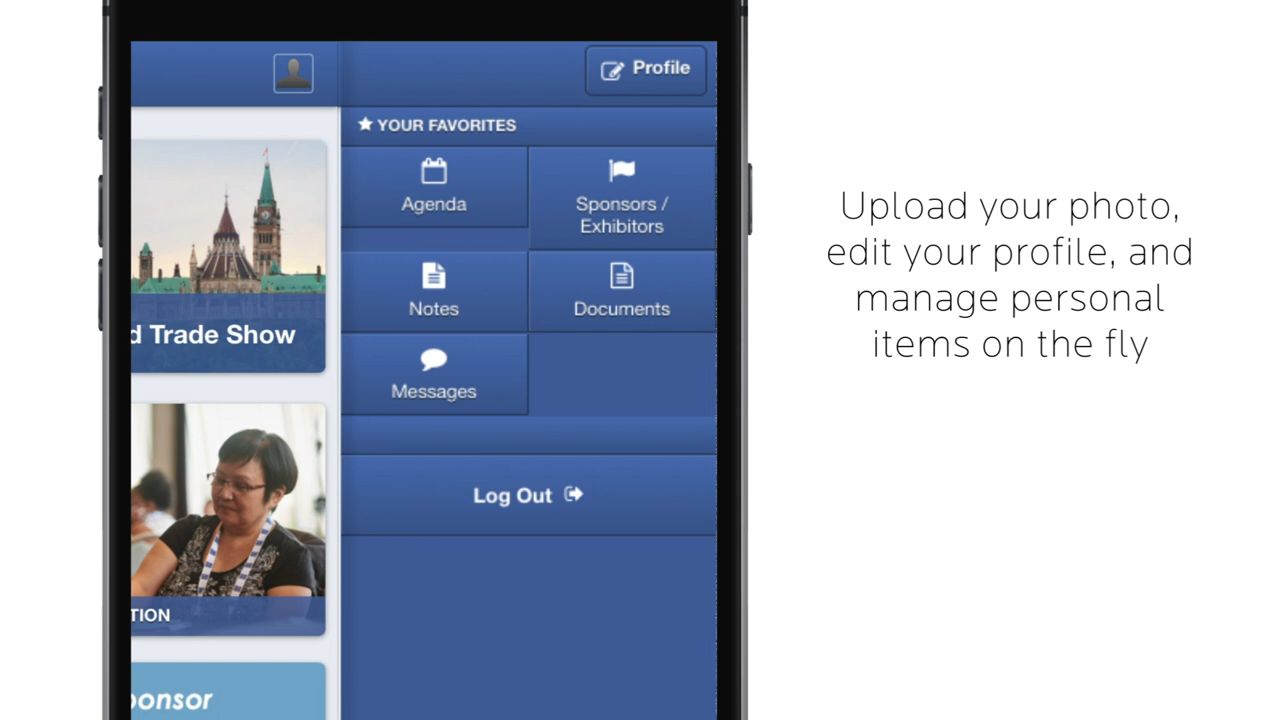 Profile
YOUR FAVORITES
Agenda
Sponsors /
Exhibitors
Notes
Documents
Messages
Log Out
d Trade Show
TION
ponsor
Upload your photo,
edit your profile, and
manage personal
items on the fly